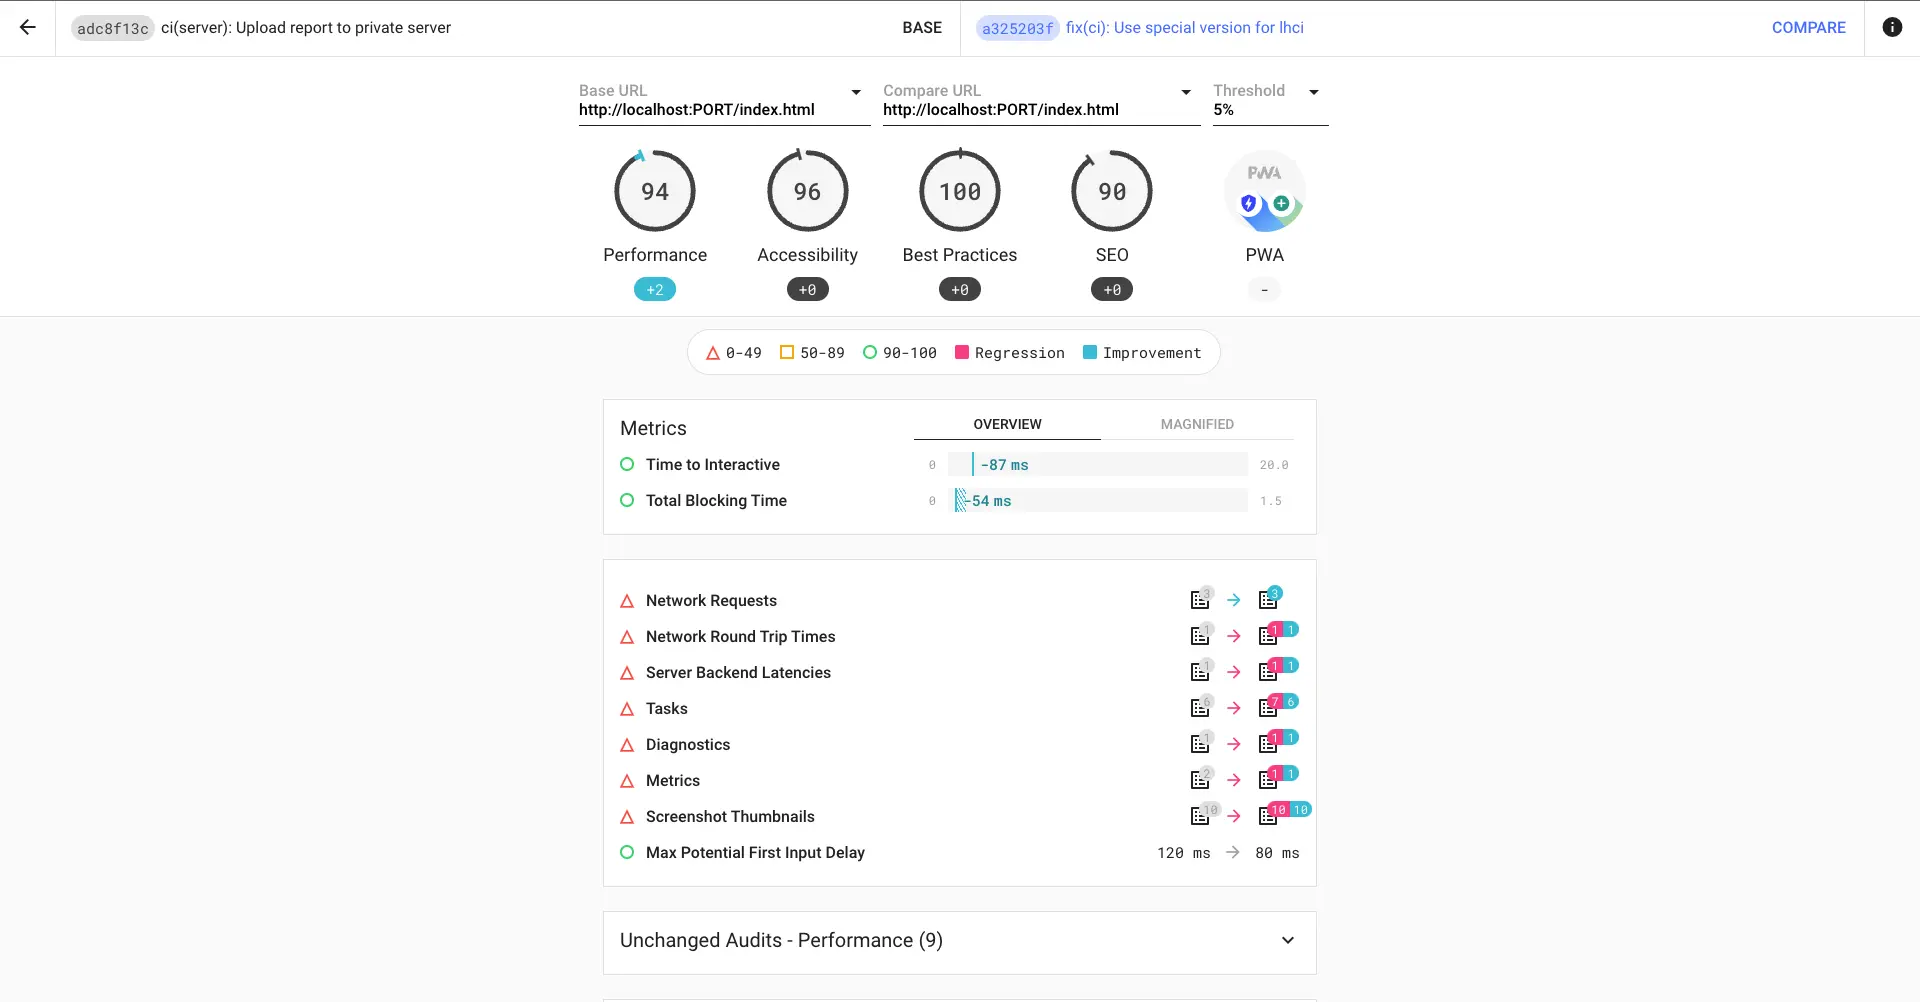 adc8f13c ci(server): Upload report to private server BASE a325203f fix(ci): Use special version for lhci COMPARE
Base URL Compare URL Threshold
http://localhost:PORT/index.html http://localhost:PORT/index.html 5%
94 96 100 90 PWA
Performance Accessibility Best Practices SEO PWA
+2 +0 +0 +0 -
0-49 50-89 90-100 Regression Improvement
Metrics OVERVIEW MAGNIFIED
Time to Interactive 0 -87 ms 20.0
Total Blocking Time 0 -54 ms 1.5
Network Requests 3 3
Network Round Trip Times 1 1 1
Server Backend Latencies 1 1 1
Tasks 6 7 6
Diagnostics 1 1 1
Metrics 2 1 1
Screenshot Thumbnails 10 10 10
Max Potential First Input Delay 120 ms → 80 ms
Unchanged Audits - Performance (9)